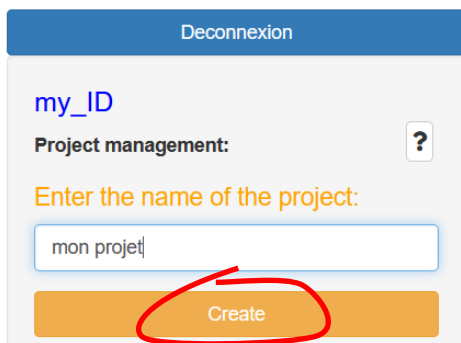 Deconnexion
my_ID
Project management:
?
Enter the name of the project:
mon projet
Create